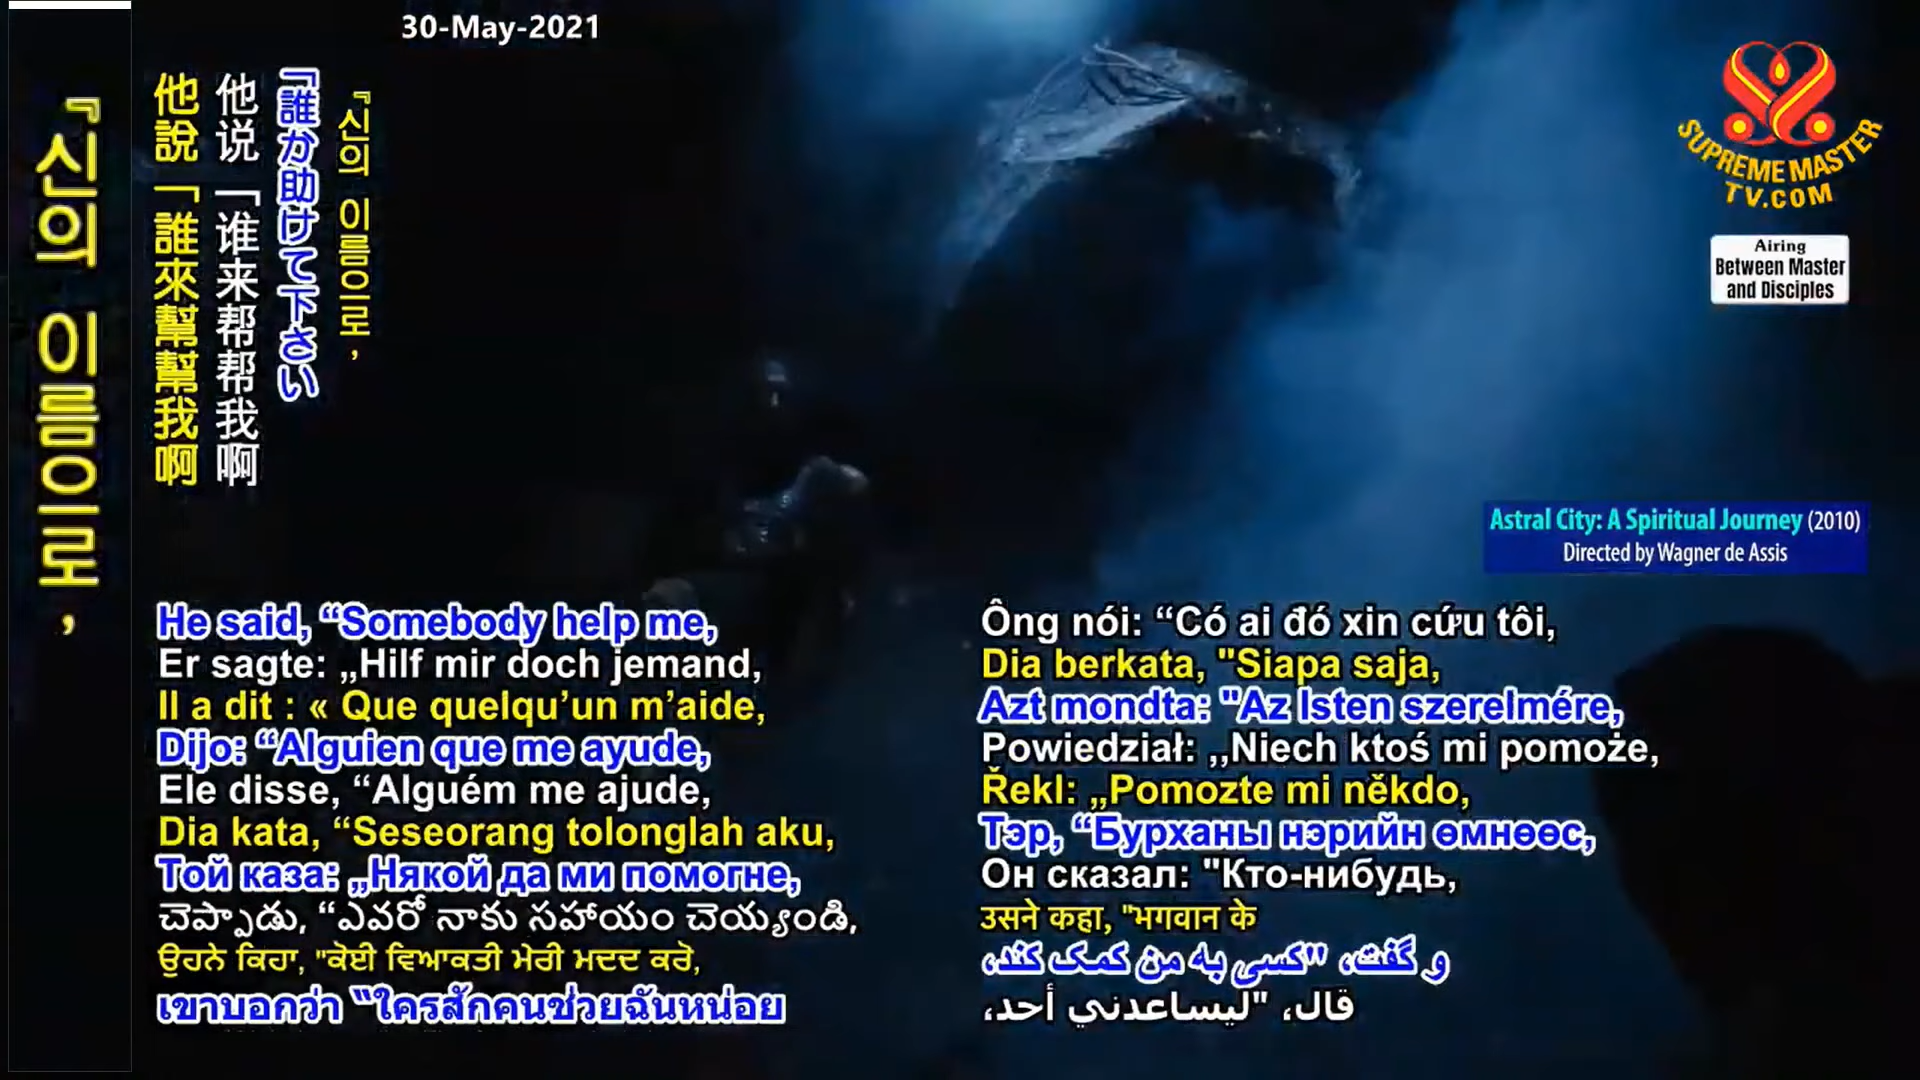 30-May-2021
『신의 이름으로,
他說「誰來幫幫我啊
他说「谁来帮帮我啊
『誰か助けて下さい
『신의 이름으로,
SUPREME MASTER
TV.COM
Airing
Between Master
and Disciples
Astral City: A Spiritual Journey (2010)
Directed by Wagner de Assis
He said, “Somebody help me,
Er sagte: „Hilf mir doch jemand,
Il a dit : « Que quelqu’un m’aide,
Dijo: “Alguien que me ayude,
Ele disse, “Alguém me ajude,
Dia kata, “Seseorang tolonglah aku,
Той каза: „Някой да ми помогне,
చెప్పాడు, “ఎవరో నాకు సహాయం చెయ్యండి,
ਉਹਨੇ ਕਿਹਾ, "ਕੋਈ ਵਿਆਕਤੀ ਮੇਰੀ ਮਦਦ ਕਰੋ,
เขาบอกว่า “ใครสักคนช่วยฉันหน่อย
Ông nói: “Có ai đó xin cứu tôi,
Dia berkata, "Siapa saja,
Azt mondta: "Az Isten szerelmére,
Powiedział: ,,Niech ktoś mi pomoże,
Řekl: „Pomozte mi někdo,
Тэр, “Бурханы нэрийн өмнөөс,
Он сказал: "Кто-нибудь,
उसने कहा, "भगवान के
و گفت، "کسی به من کمک کند،
قال، "ليساعدني أحد،